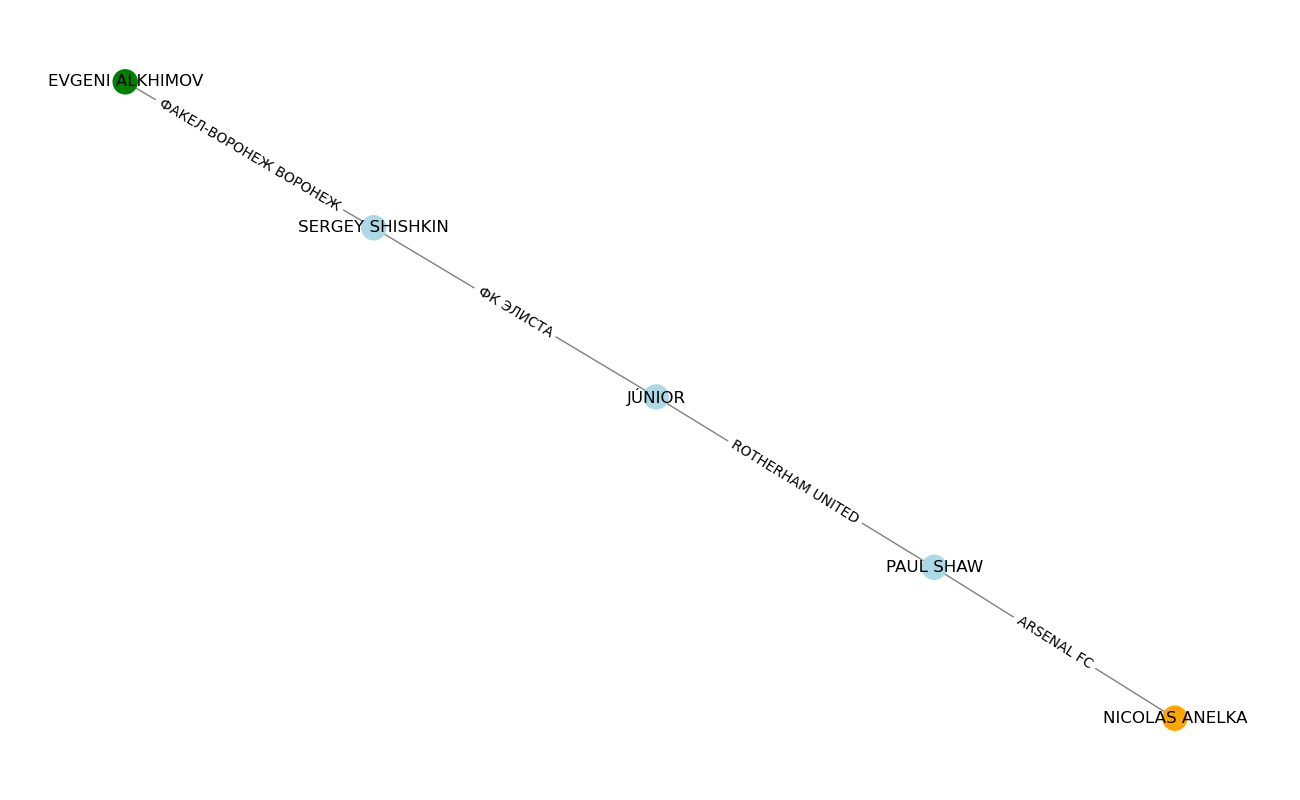 EVGENI ALKHIMOV
ФАКЕЛ-ВОРОНЕЖ ВОРОНЕЖ
SERGEY SHISHKIN
ФК ЭЛИСТА
JÚNIOR
ROTHERHAM UNITED
PAUL SHAW
ARSENAL FC
NICOLAS ANELKA